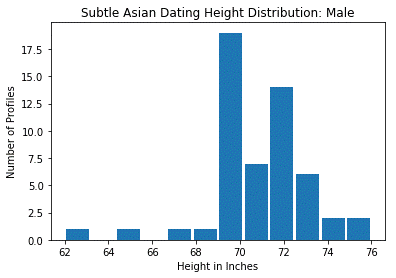 Subtle Asian Dating Height Distribution: Male
Number of Profiles
17.5
15.0
12.5
10.0
7.5
5.0
2.5
0.0
62 64 66 68 70 72 74 76
Height in Inches